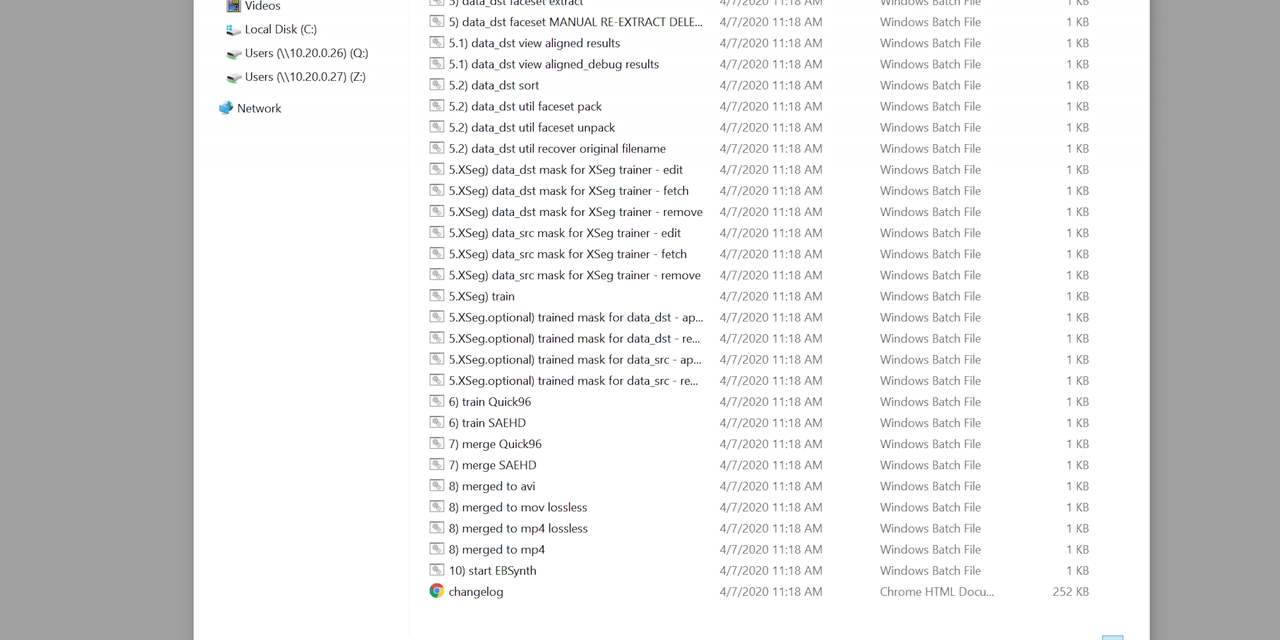 Videos
Local Disk (C:)
Users (\\10.20.0.26) (Q:)
Users (\\10.20.0.27) (Z:)
Network
5) data_dst faceset extract 4/7/2020 11:18 AM Windows Batch File 1 KB
5) data_dst faceset MANUAL RE-EXTRACT DELE... 4/7/2020 11:18 AM Windows Batch File 1 KB
5.1) data_dst view aligned results 4/7/2020 11:18 AM Windows Batch File 1 KB
5.1) data_dst view aligned_debug results 4/7/2020 11:18 AM Windows Batch File 1 KB
5.2) data_dst sort 4/7/2020 11:18 AM Windows Batch File 1 KB
5.2) data_dst util faceset pack 4/7/2020 11:18 AM Windows Batch File 1 KB
5.2) data_dst util faceset unpack 4/7/2020 11:18 AM Windows Batch File 1 KB
5.2) data_dst util recover original filename 4/7/2020 11:18 AM Windows Batch File 1 KB
5.XSeg) data_dst mask for XSeg trainer - edit 4/7/2020 11:18 AM Windows Batch File 1 KB
5.XSeg) data_dst mask for XSeg trainer - fetch 4/7/2020 11:18 AM Windows Batch File 1 KB
5.XSeg) data_dst mask for XSeg trainer - remove 4/7/2020 11:18 AM Windows Batch File 1 KB
5.XSeg) data_src mask for XSeg trainer - edit 4/7/2020 11:18 AM Windows Batch File 1 KB
5.XSeg) data_src mask for XSeg trainer - fetch 4/7/2020 11:18 AM Windows Batch File 1 KB
5.XSeg) data_src mask for XSeg trainer - remove 4/7/2020 11:18 AM Windows Batch File 1 KB
5.XSeg) train 4/7/2020 11:18 AM Windows Batch File 1 KB
5.XSeg.optional) trained mask for data_dst - ap... 4/7/2020 11:18 AM Windows Batch File 1 KB
5.XSeg.optional) trained mask for data_dst - re... 4/7/2020 11:18 AM Windows Batch File 1 KB
5.XSeg.optional) trained mask for data_src - ap... 4/7/2020 11:18 AM Windows Batch File 1 KB
5.XSeg.optional) trained mask for data_src - re... 4/7/2020 11:18 AM Windows Batch File 1 KB
6) train Quick96 4/7/2020 11:18 AM Windows Batch File 1 KB
6) train SAEHD 4/7/2020 11:18 AM Windows Batch File 1 KB
7) merge Quick96 4/7/2020 11:18 AM Windows Batch File 1 KB
7) merge SAEHD 4/7/2020 11:18 AM Windows Batch File 1 KB
8) merged to avi 4/7/2020 11:18 AM Windows Batch File 1 KB
8) merged to mov lossless 4/7/2020 11:18 AM Windows Batch File 1 KB
8) merged to mp4 lossless 4/7/2020 11:18 AM Windows Batch File 1 KB
8) merged to mp4 4/7/2020 11:18 AM Windows Batch File 1 KB
10) start EBSynth 4/7/2020 11:18 AM Windows Batch File 1 KB
changelog 4/7/2020 11:18 AM Chrome HTML Docu... 252 KB